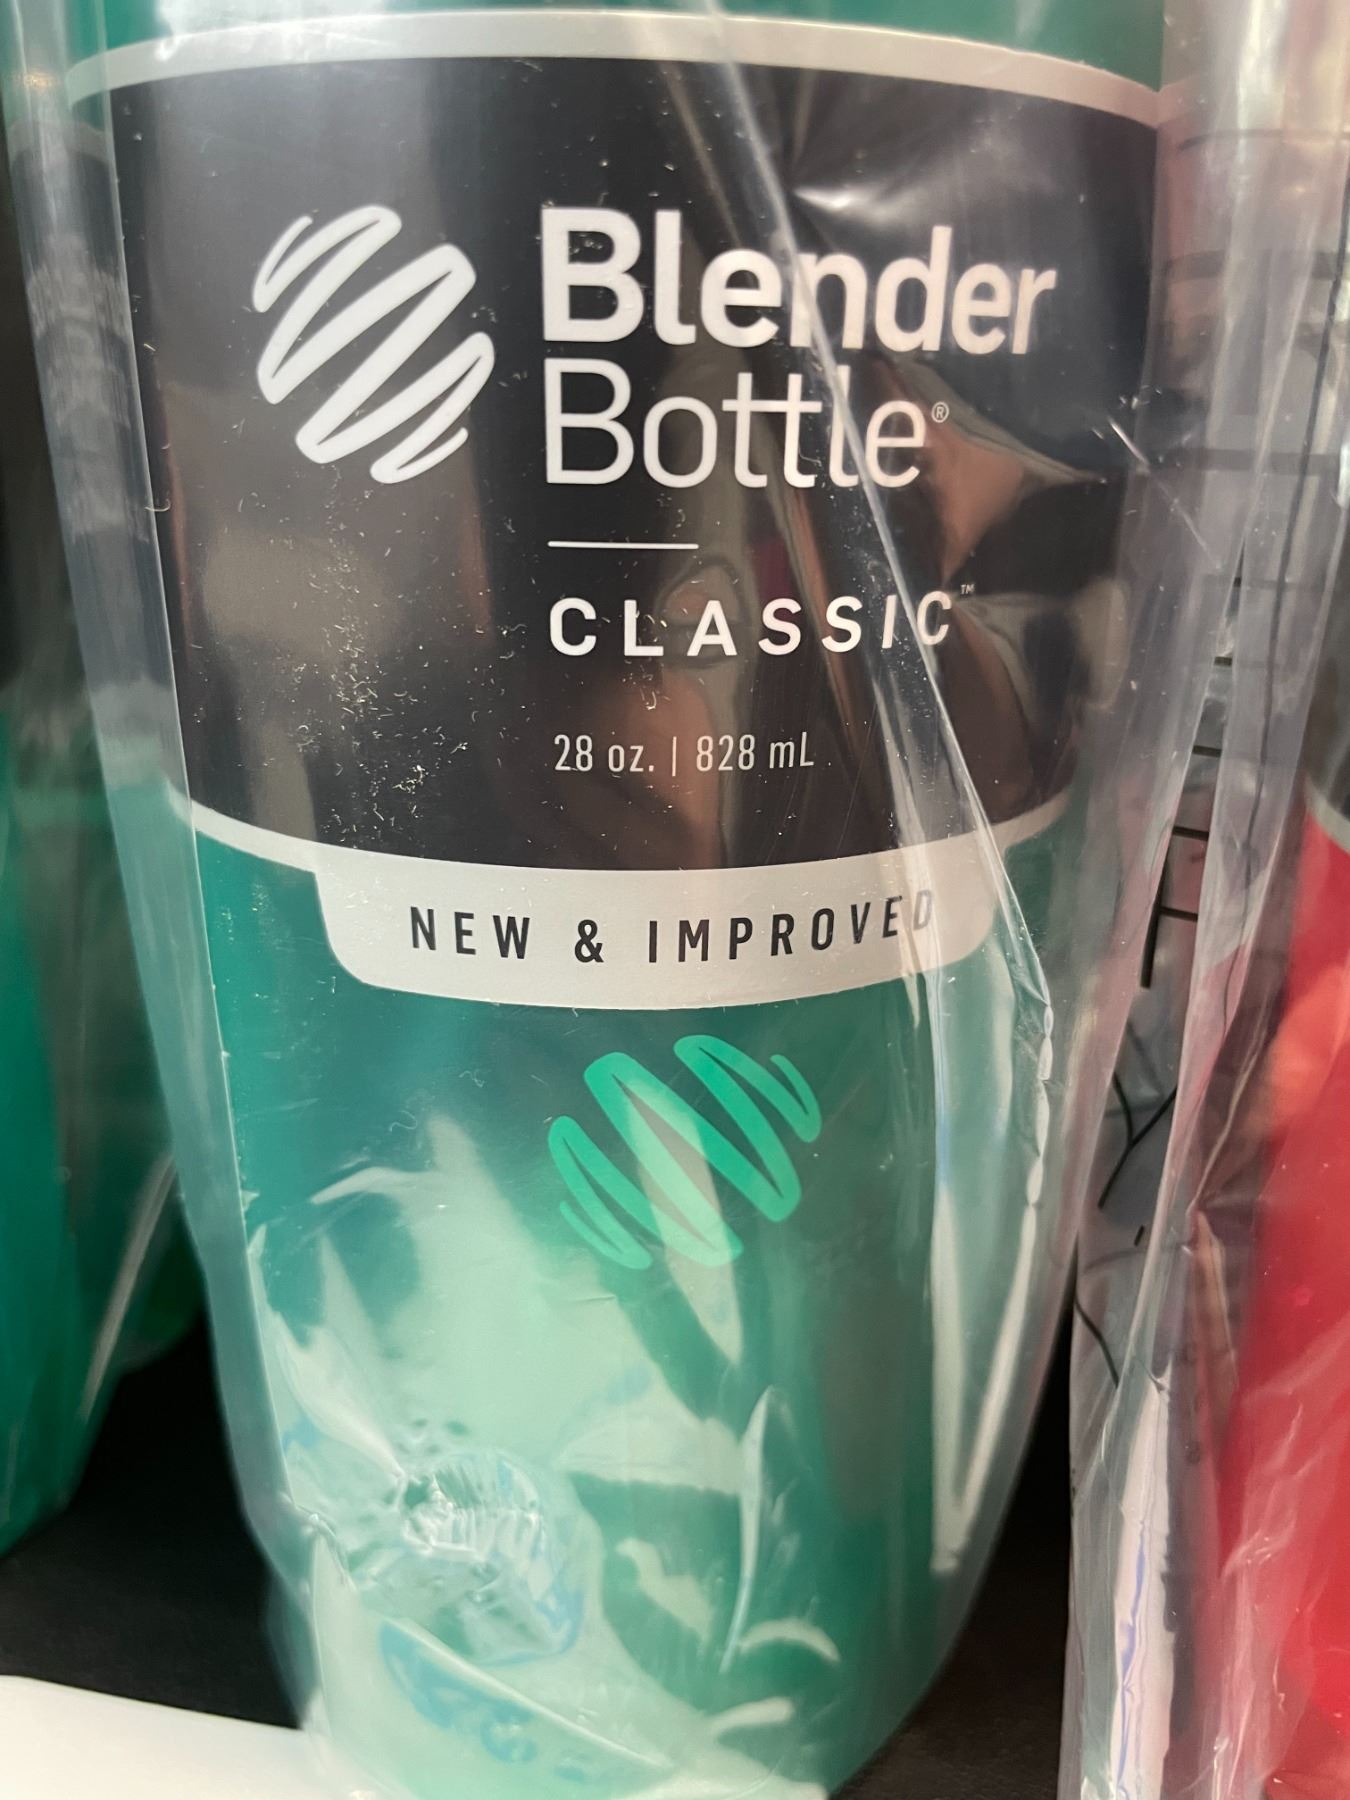 Blender
Bottle®
CLASSIC™
28 oz. | 828 mL
NEW & IMPROVED